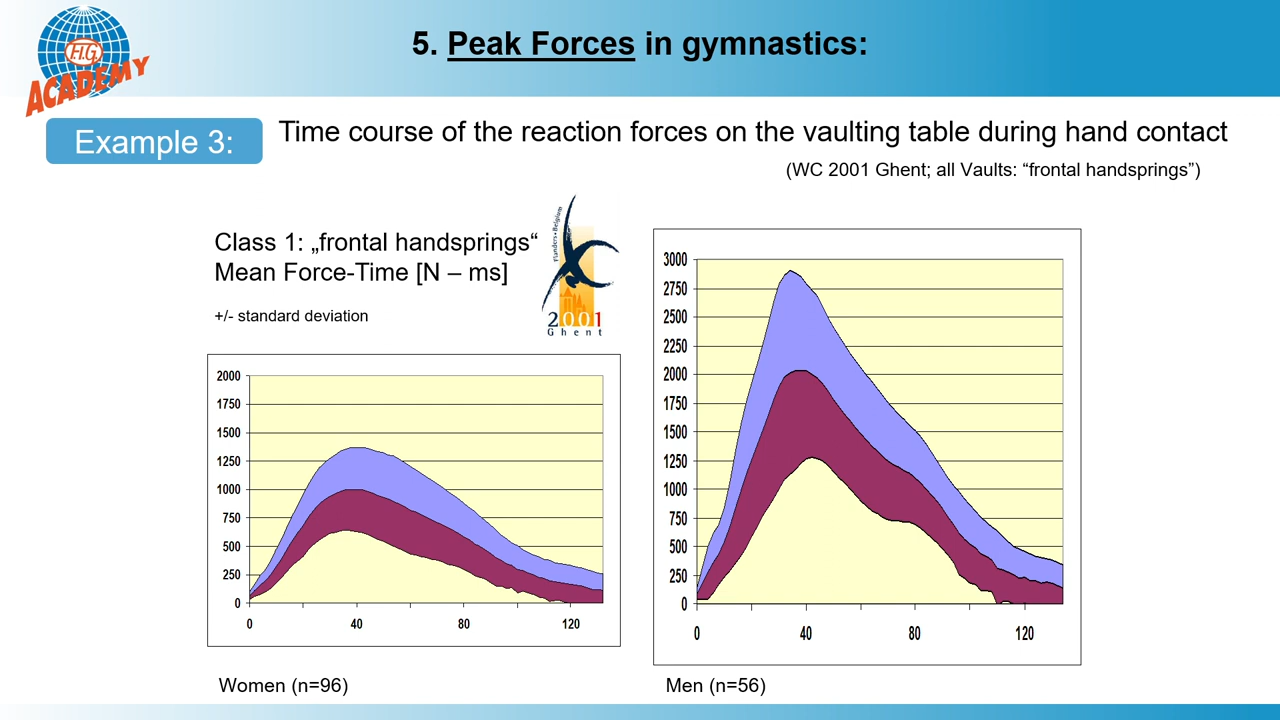 F.I.G.
ACADEMY
5. Peak Forces in gymnastics:
Example 3:
Time course of the reaction forces on the vaulting table during hand contact
(WC 2001 Ghent; all Vaults: “frontal handsprings”)
Class 1: „frontal handsprings“
Mean Force-Time [N – ms]
+/- standard deviation
Flanders • Belgium
2001
Ghent
2000
1750
1500
1250
1000
750
500
250
0
0 40 80 120
Women (n=96)
3000
2750
2500
2250
2000
1750
1500
1250
1000
750
500
250
0
0 40 80 120
Men (n=56)